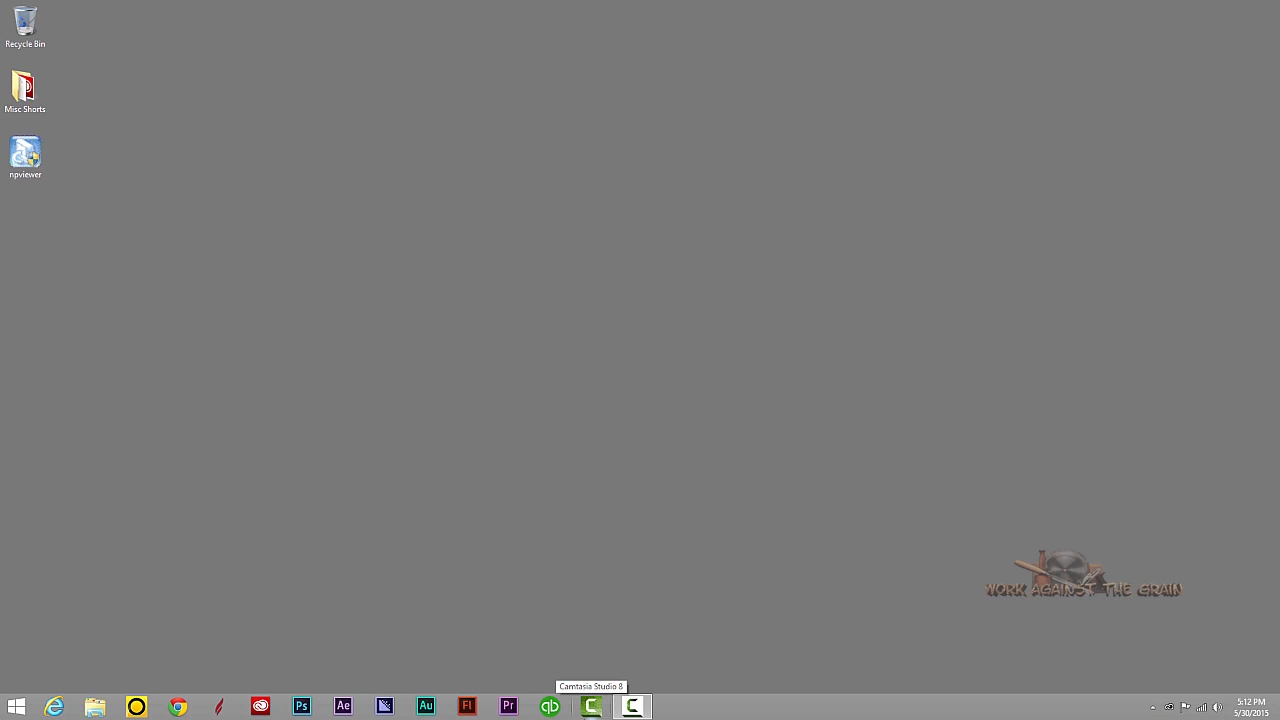 Recycle Bin
Misc Shorts
npviewer
WORK AGAINST THE GRAIN
Camtasia Studio 8
Ps
Ae
Au
Fl
Pr
qb
C
C
5:12 PM
5/30/2015